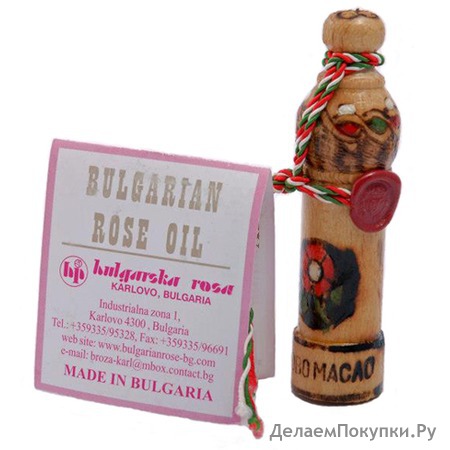 BULGARIAN
ROSE OIL
bulgarska rosa
KARLOVO, BULGARIA
Industrialna zona 1,
Karlovo 4300 , Bulgaria
Tel.: +359335/95328, Fax: +359335/96691
web site: www.bulgarianrose-bg.com
e-mail: broza-karl@mbox.contact.bg
MADE IN BULGARIA
МАСЛО
ДелаемПокупки.Ру